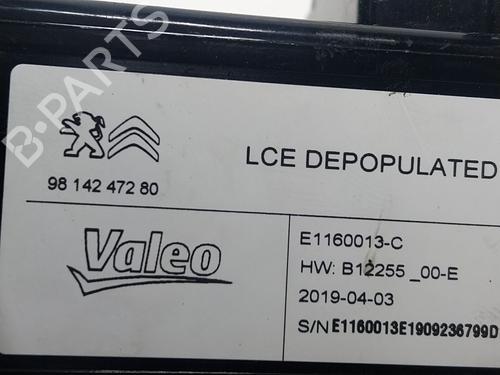 B-PARTS
LCE DEPOPULATED
98 142 472 80
Valeo
E1160013-C
HW: B12255 _00-E
2019-04-03
S/N E1160013E1909236799D